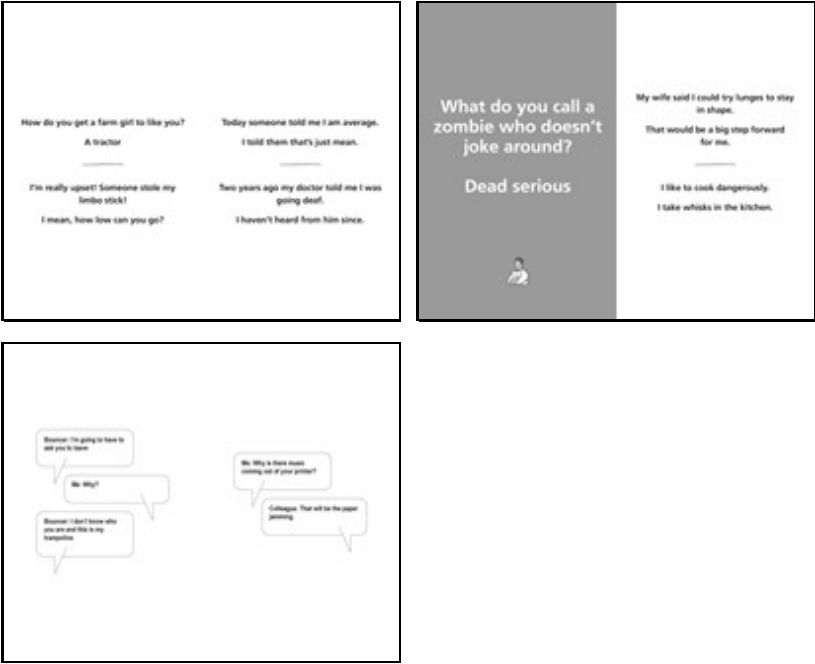 How do you get a farm girl to like you?
A tractor
I'm really upset! Someone stole my
limbo stick!
I mean, how low can you go?
Today someone told me I am average.
I told them that's just mean.
Two years ago my doctor told me I was
going deaf.
I haven't heard from him since.
What do you call a
zombie who doesn't
joke around?
Dead serious
My wife said I could try lunges to stay
in shape.
That would be a big step forward
for me.
I like to cook dangerously.
I take whisks in the kitchen.
Bouncer: I'm going to have to
ask you to leave
Me: Why?
Bouncer: I don't know who
you are and this is my
trampoline
Me: Why is there music
coming out of your printer?
Colleague: That will be the paper
jamming